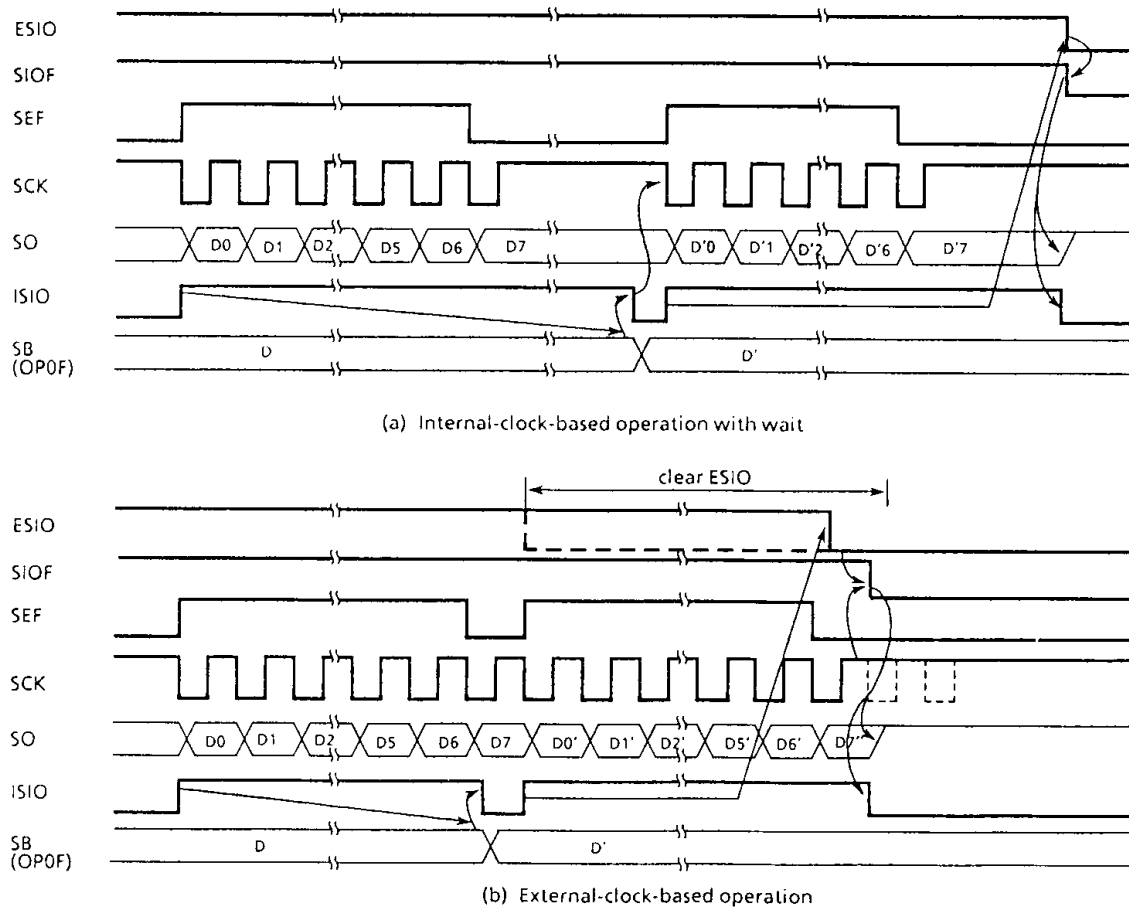 ESIO
SIOF
SEF
SCK
SO D0 D1 D2 D5 D6 D7 D'0 D'1 D'2 D'6 D'7
ISIO
SB D D'
(OP0F)
(a) Internal-clock-based operation with wait
clear ESIO
ESIO
SIOF
SEF
SCK
SO D0 D1 D2 D5 D6 D7 D0' D1' D2' D5' D6' D7'
ISIO
SB D D'
(OP0F)
(b) External-clock-based operation